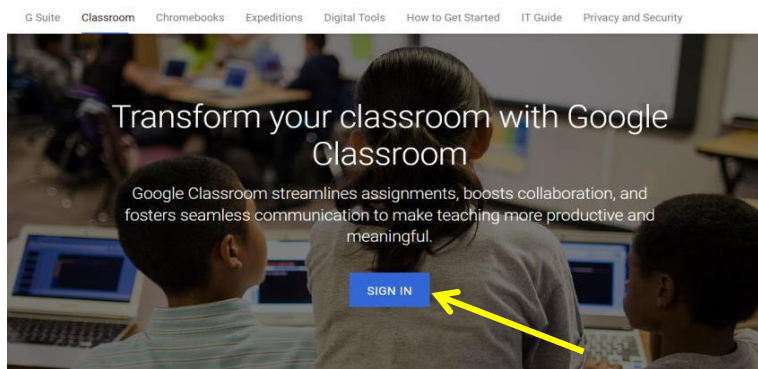 G Suite Classroom Chromebooks Expeditions Digital Tools How to Get Started IT Guide Privacy and Security
Transform your classroom with Google
Classroom
Google Classroom streamlines assignments, boosts collaboration, and
fosters seamless communication to make teaching more productive and
meaningful.
SIGN IN